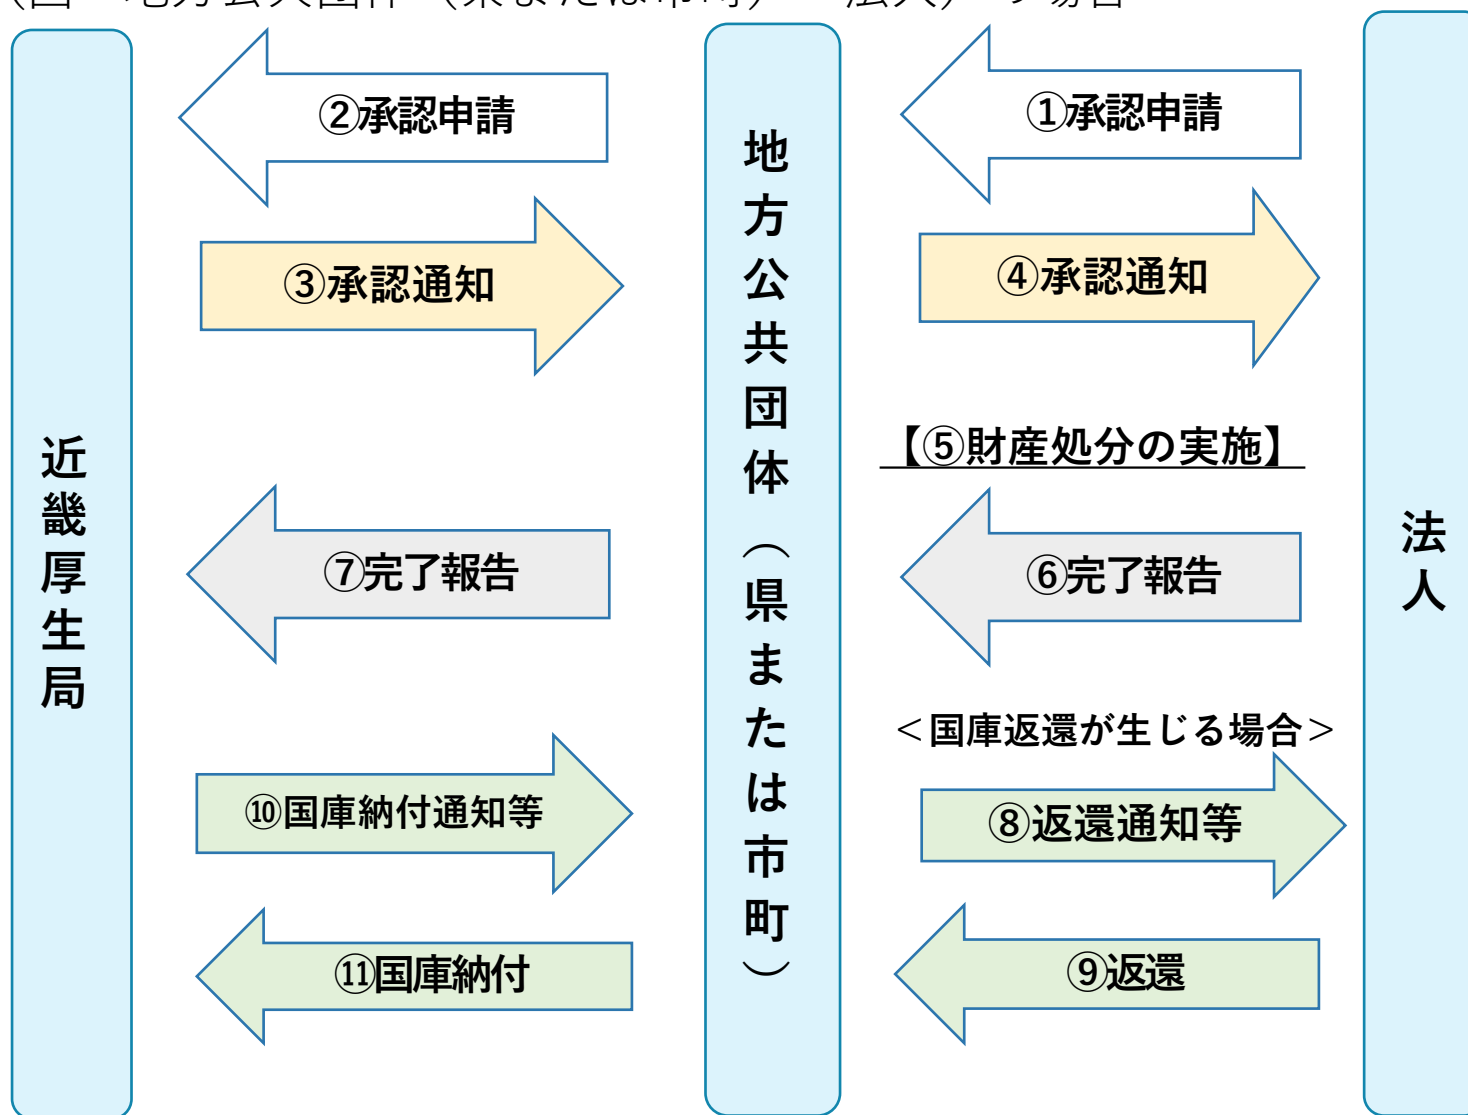 近畿厚生局
②承認申請
③承認通知
⑦完了報告
⑩国庫納付通知等
⑪国庫納付
地方公共団体（県または市町）
①承認申請
④承認通知
【⑤財産処分の実施】
⑥完了報告
＜国庫返還が生じる場合＞
⑧返還通知等
⑨返還
法人